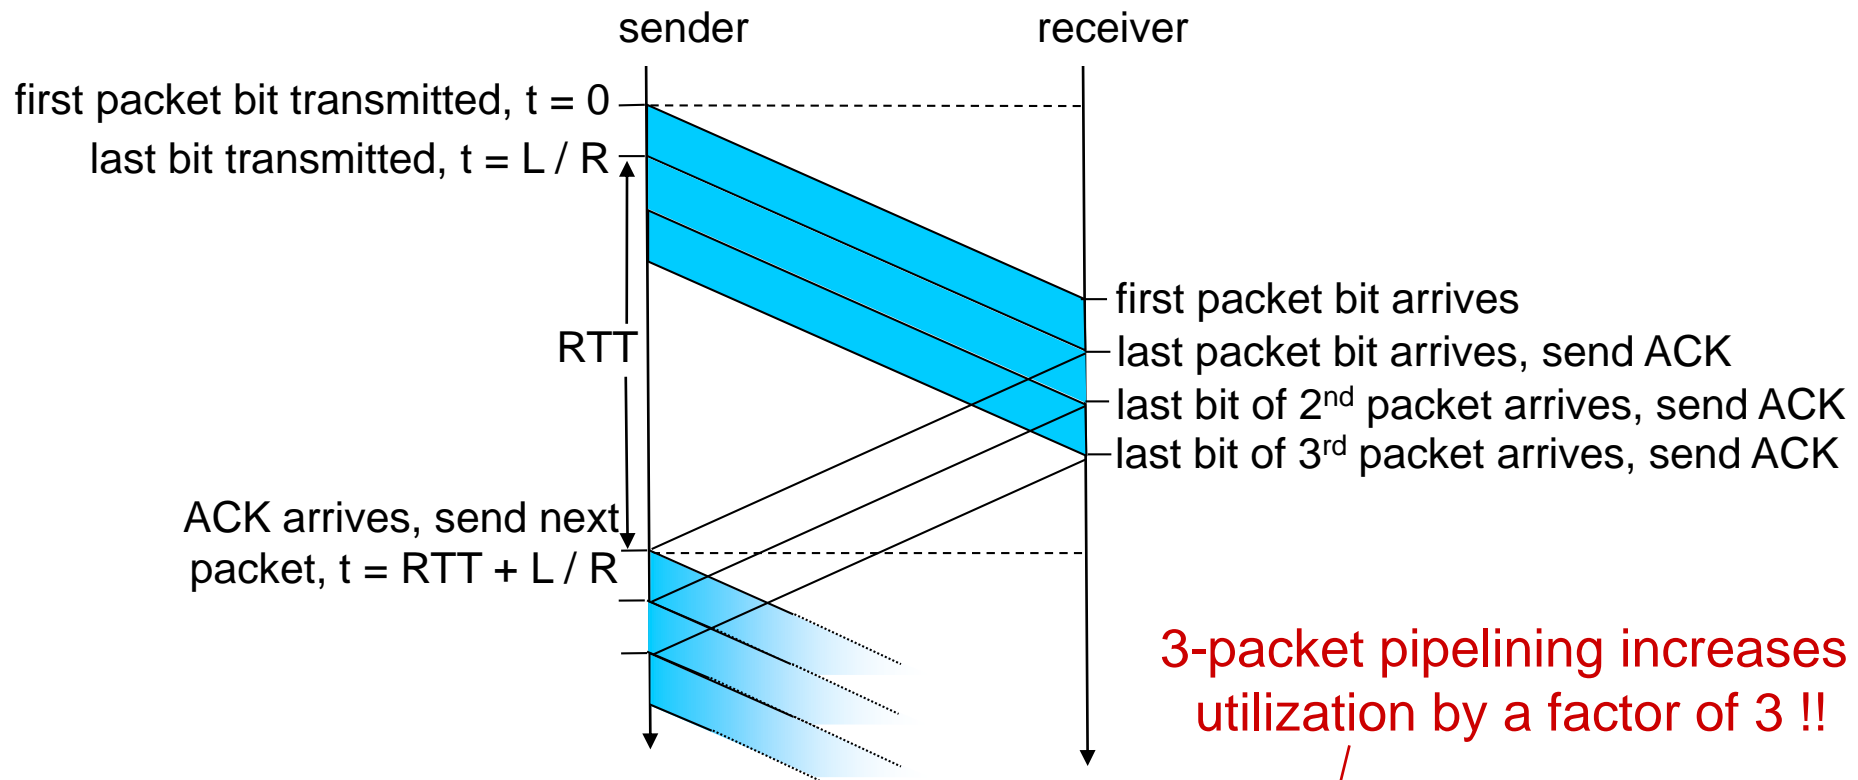 sender
receiver
first packet bit transmitted, t = 0
last bit transmitted, t = L / R
first packet bit arrives
RTT
last packet bit arrives, send ACK
last bit of 2nd packet arrives, send ACK
last bit of 3rd packet arrives, send ACK
ACK arrives, send next
packet, t = RTT + L / R
3-packet pipelining increases
utilization by a factor of 3 !!